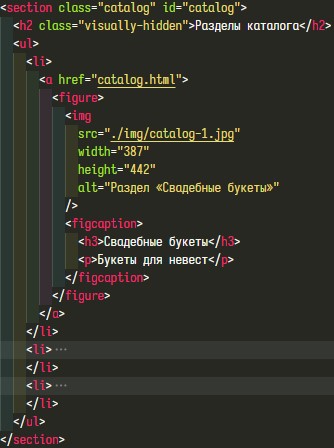 <section class="catalog" id="catalog">
<h2 class="visually-hidden">Разделы каталога</h2>
<ul>
<li>
<a href="catalog.html">
<figure>
<img
src="./img/catalog-1.jpg"
width="387"
height="442"
alt="Раздел «Свадебные букеты»"
/>
<figcaption>
<h3>Свадебные букеты</h3>
<p>Букеты для невест</p>
</figcaption>
</figure>
</a>
</li>
<li>···
</li>
<li>···
</li>
</ul>
</section>